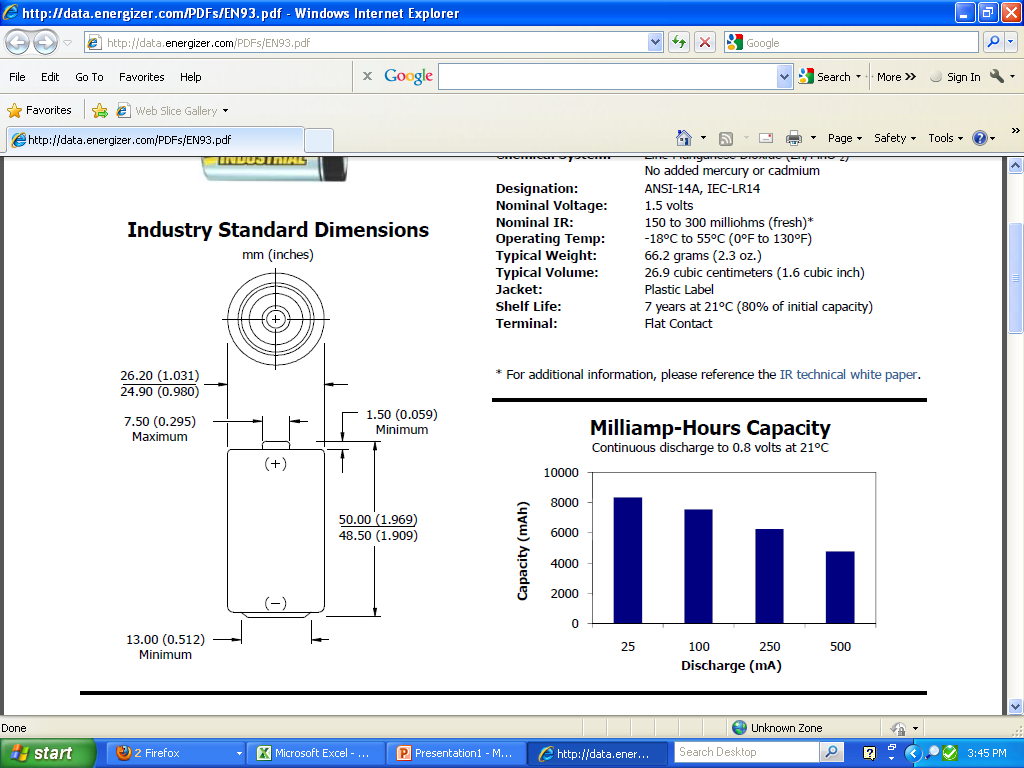 http://data.energizer.com/PDFs/EN93.pdf - Windows Internet Explorer
http://data.energizer.com/PDFs/EN93.pdf
Google
File Edit Go To Favorites Help
x Google Search More >> Sign In
Favorites Web Slice Gallery
http://data.energizer.com/PDFs/EN93.pdf
Page Safety Tools
INDUSTRIAL
Chemical System: Zinc-Manganese Dioxide (Zn/MnO2)
No added mercury or cadmium
Designation: ANSI-14A, IEC-LR14
Nominal Voltage: 1.5 volts
Nominal IR: 150 to 300 milliohms (fresh)*
Operating Temp: -18°C to 55°C (0°F to 130°F)
Typical Weight: 66.2 grams (2.3 oz.)
Typical Volume: 26.9 cubic centimeters (1.6 cubic inch)
Jacket: Plastic Label
Shelf Life: 7 years at 21°C (80% of initial capacity)
Terminal: Flat Contact
* For additional information, please reference the IR technical white paper.
Industry Standard Dimensions
mm (inches)
26.20 (1.031)
24.90 (0.980)
7.50 (0.295)
Maximum
1.50 (0.059)
Minimum
(+)
50.00 (1.969)
48.50 (1.909)
(−)
13.00 (0.512)
Minimum
Milliamp-Hours Capacity
Continuous discharge to 0.8 volts at 21°C
Capacity (mAh)
10000
8000
6000
4000
2000
0
25 100 250 500
Discharge (mA)
Done Unknown Zone
start 2 Firefox Microsoft Excel - ... Presentation1 - M... http://data.ener... Search Desktop 3:45 PM